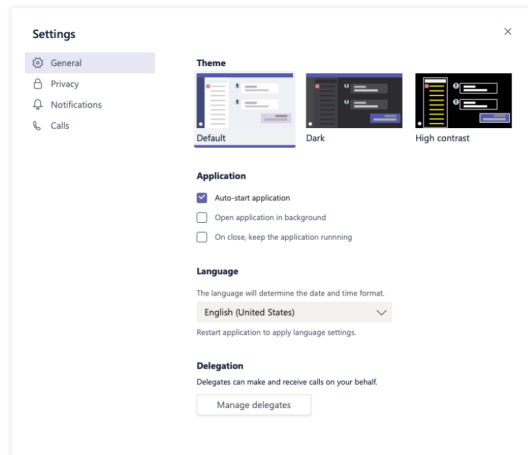 Settings
General
Privacy
Notifications
Calls
Theme
Default
Dark
High contrast
Application
Auto-start application
Open application in background
On close, keep the application runnning
Language
The language will determine the date and time format.
English (United States)
Restart application to apply language settings.
Delegation
Delegates can make and receive calls on your behalf.
Manage delegates